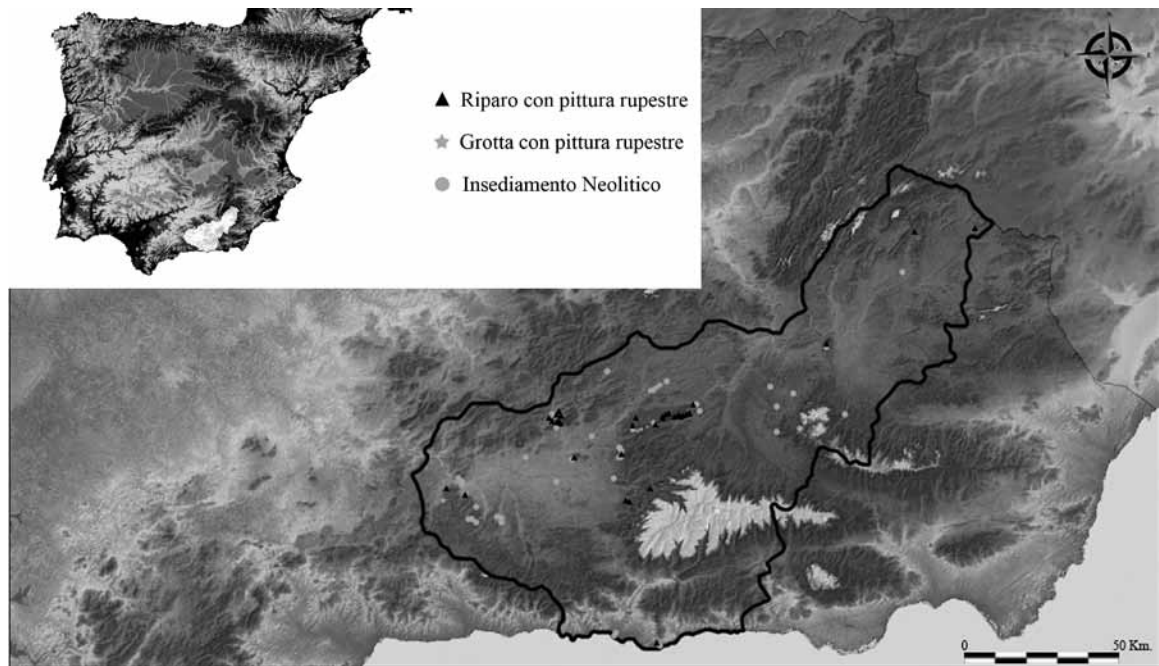 Riparo con pittura rupestre
Grotta con pittura rupestre
Insediamento Neolitico
0 50 Km.